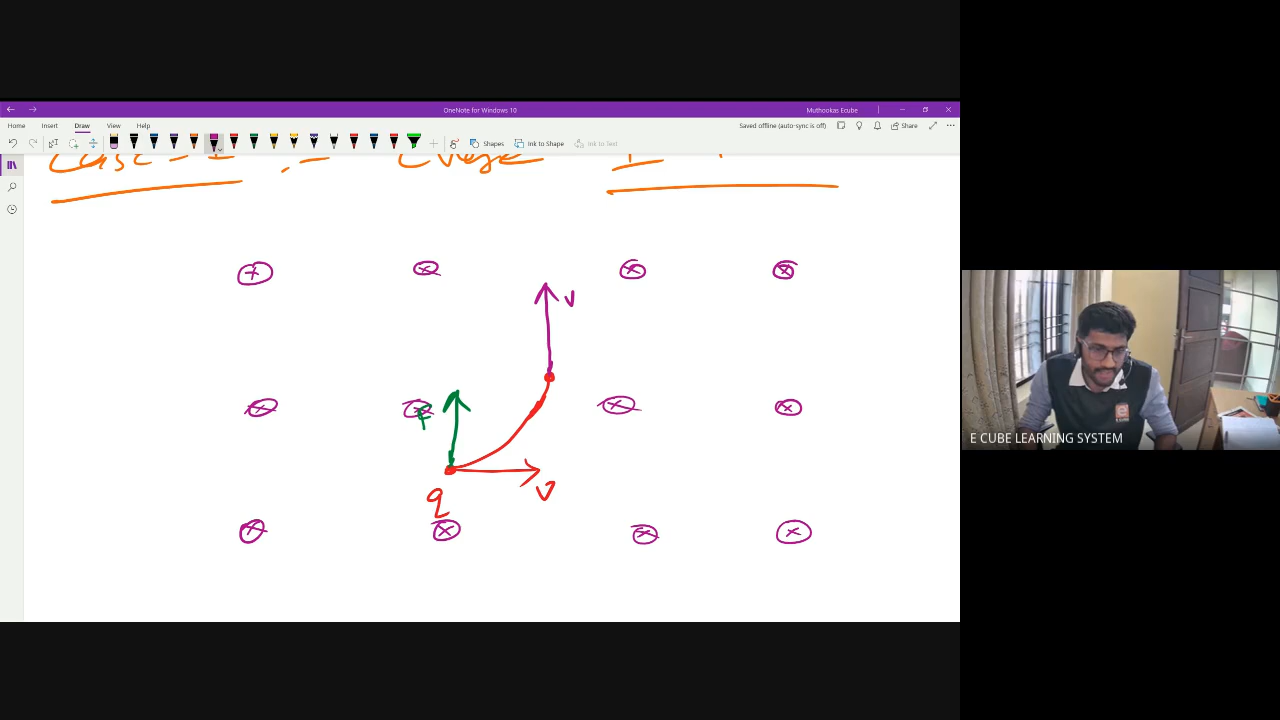 OneNote for Windows 10
Muthookas Ecube
Home Insert Draw View Help
Saved offline (auto-sync is off)
Share
Shapes
Ink to Shape
Ink to Text
v
F
v
q
E CUBE LEARNING SYSTEM